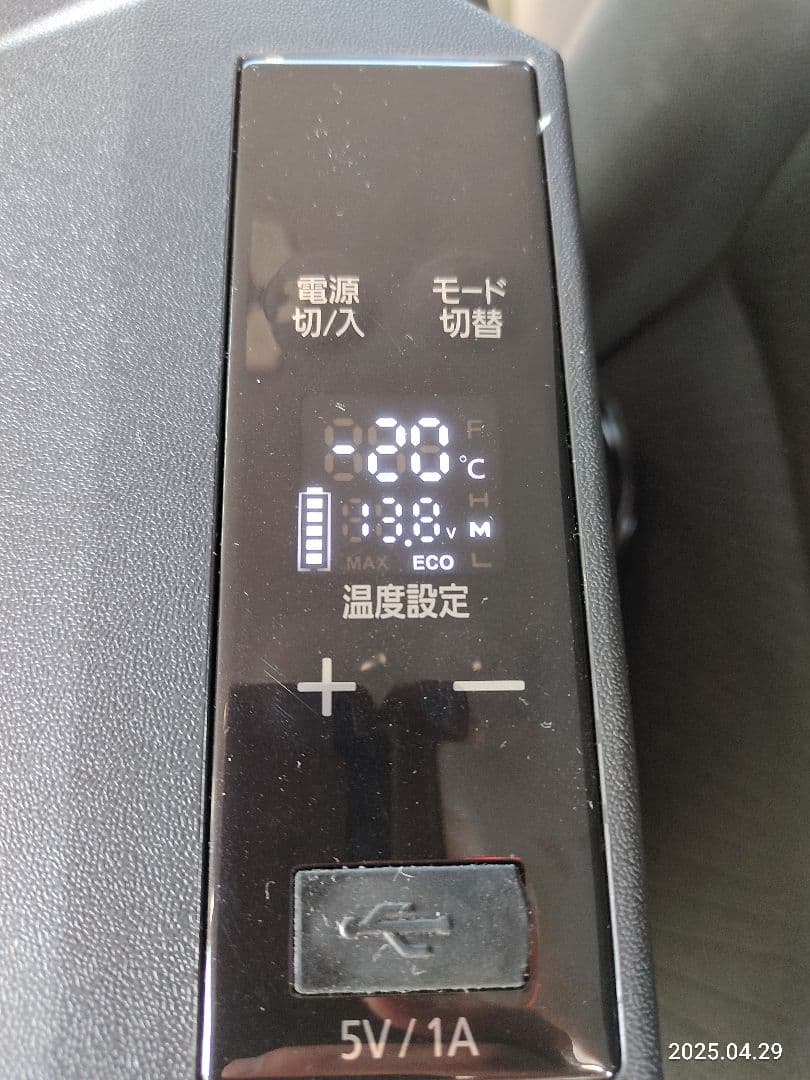 電源
切/入
モード
切替
-20 °C
F
H
13.8 V
M
L
MAX ECO
温度設定
+ −
5V/1A
2025.04.29